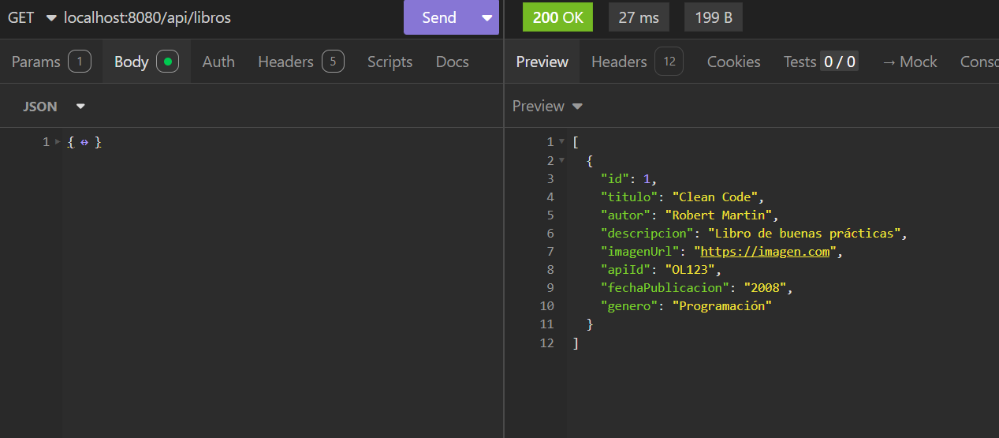 GET localhost:8080/api/libros Send
Params 1 Body Auth Headers 5 Scripts Docs
JSON
1 { ↔ }
200 OK 27 ms 199 B
Preview Headers 12 Cookies Tests 0 / 0 → Mock Consc
Preview
1 [
2 {
3 "id": 1,
4 "titulo": "Clean Code",
5 "autor": "Robert Martin",
6 "descripcion": "Libro de buenas prácticas",
7 "imagenUrl": "https://imagen.com",
8 "apiId": "OL123",
9 "fechaPublicacion": "2008",
10 "genero": "Programación"
11 }
12 ]